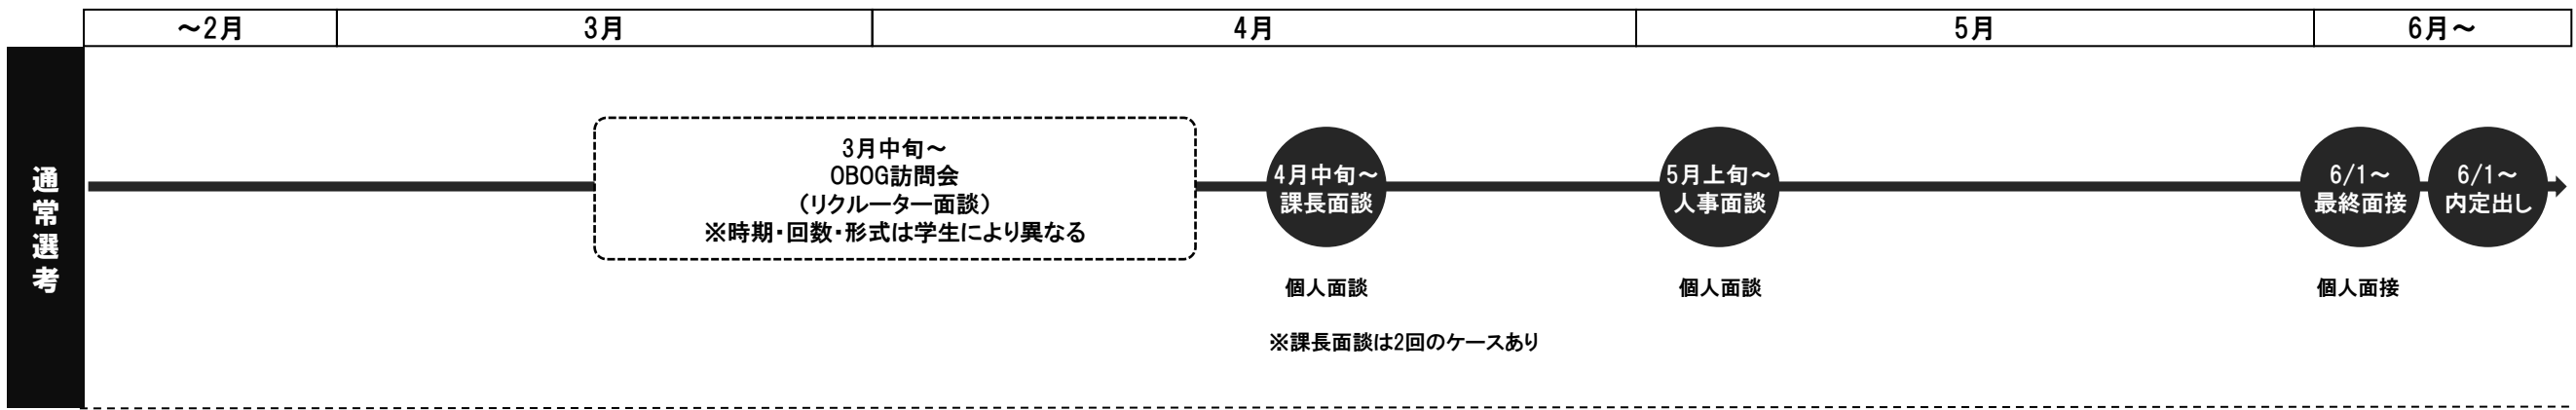 ～2月
3月
4月
5月
6月～
通常選考
3月中旬～
OBOG訪問会
（リクルーター面談）
※時期・回数・形式は学生により異なる
4月中旬～
課長面談
5月上旬～
人事面談
6/1～
最終面接
6/1～
内定出し
個人面談
個人面談
個人面接
※課長面談は2回のケースあり